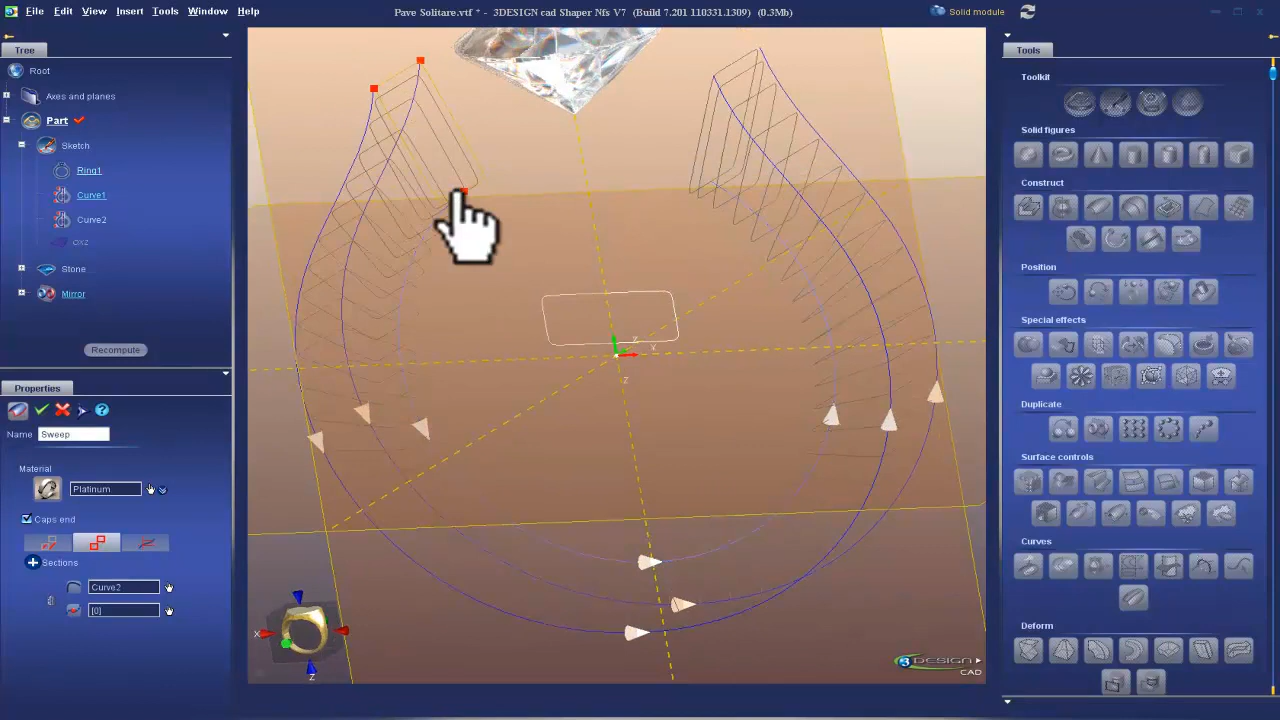 File Edit View Insert Tools Window Help
Pave Solitare.vtf * - 3DESIGN cad Shaper Nfs V7 (Build 7.201 110331.1309) (0.3Mb)
Solid module
Tree
Root
Axes and planes
Part
Sketch
Ring1
Curve1
Curve2
OXZ
Stone
Mirror
Recompute
Properties
Name Sweep
Material
Platinum
Caps end
Sections
Curve2
[0]
Z
Y
Z
X
Z
3DESIGN
CAD
Tools
Toolkit
Solid figures
Construct
Position
Special effects
Duplicate
Surface controls
Curves
Deform